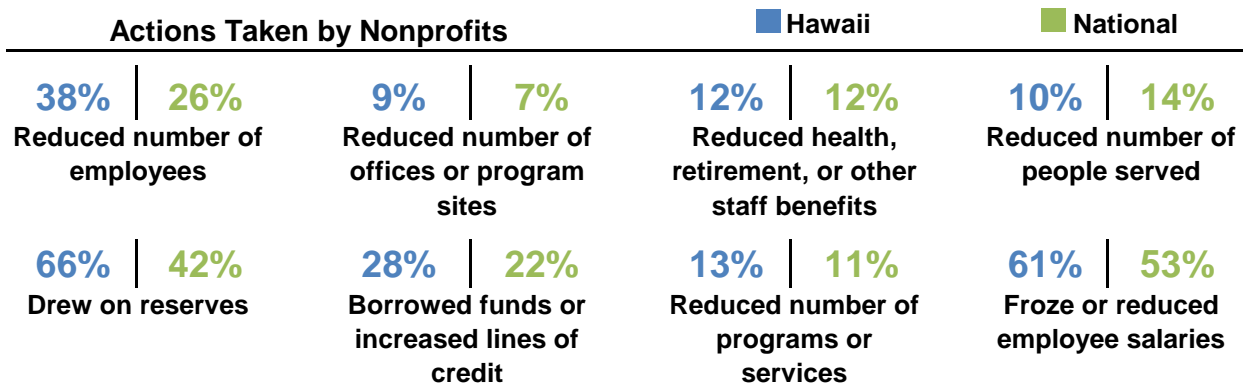 Actions Taken by Nonprofits
Hawaii
National
38% 26%
Reduced number of
employees
9% 7%
Reduced number of
offices or program
sites
12% 12%
Reduced health,
retirement, or other
staff benefits
10% 14%
Reduced number of
people served
66% 42%
Drew on reserves
28% 22%
Borrowed funds or
increased lines of
credit
13% 11%
Reduced number of
programs or
services
61% 53%
Froze or reduced
employee salaries